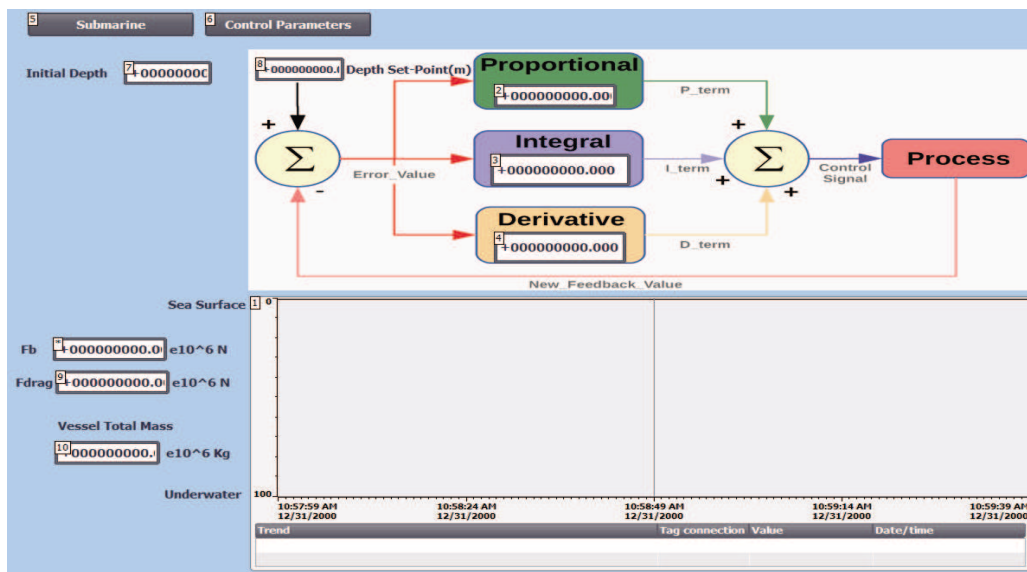 5 Submarine
6 Control Parameters
Initial Depth 7 +0000000C
8 +000000000.( Depth Set-Point(m)
Proportional
2 +000000000.00
P_term
+
+
Σ
-
Error_Value
Integral
3 +000000000.000
I_term
Σ
+
+
Control
Signal
Process
Derivative
4 +000000000.000
D_term
New_Feedback_Value
Sea Surface 1 0
Fb * +000000000.0 e10^6 N
Fdrag 9 +000000000.0 e10^6 N
Vessel Total Mass
10 +000000000. e10^6 Kg
Underwater 100
10:57:59 AM 10:58:24 AM 10:58:49 AM 10:59:14 AM 10:59:39 AM
12/31/2000 12/31/2000 12/31/2000 12/31/2000 12/31/2000
Trend Tag connection Value Date/time